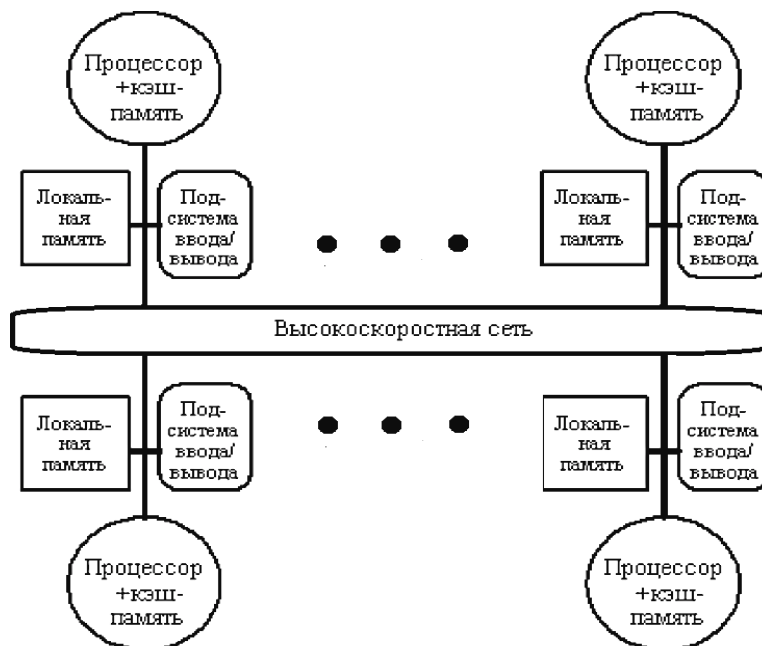 Процессор
+кэш-
память
Процессор
+кэш-
память
Локаль-
ная
память
Под-
система
ввода/
вывода
Локаль-
ная
память
Под-
система
ввода/
вывода
Высокоскоростная сеть
Локаль-
ная
память
Под-
система
ввода/
вывода
Локаль-
ная
память
Под-
система
ввода/
вывода
Процессор
+кэш-
память
Процессор
+кэш-
память